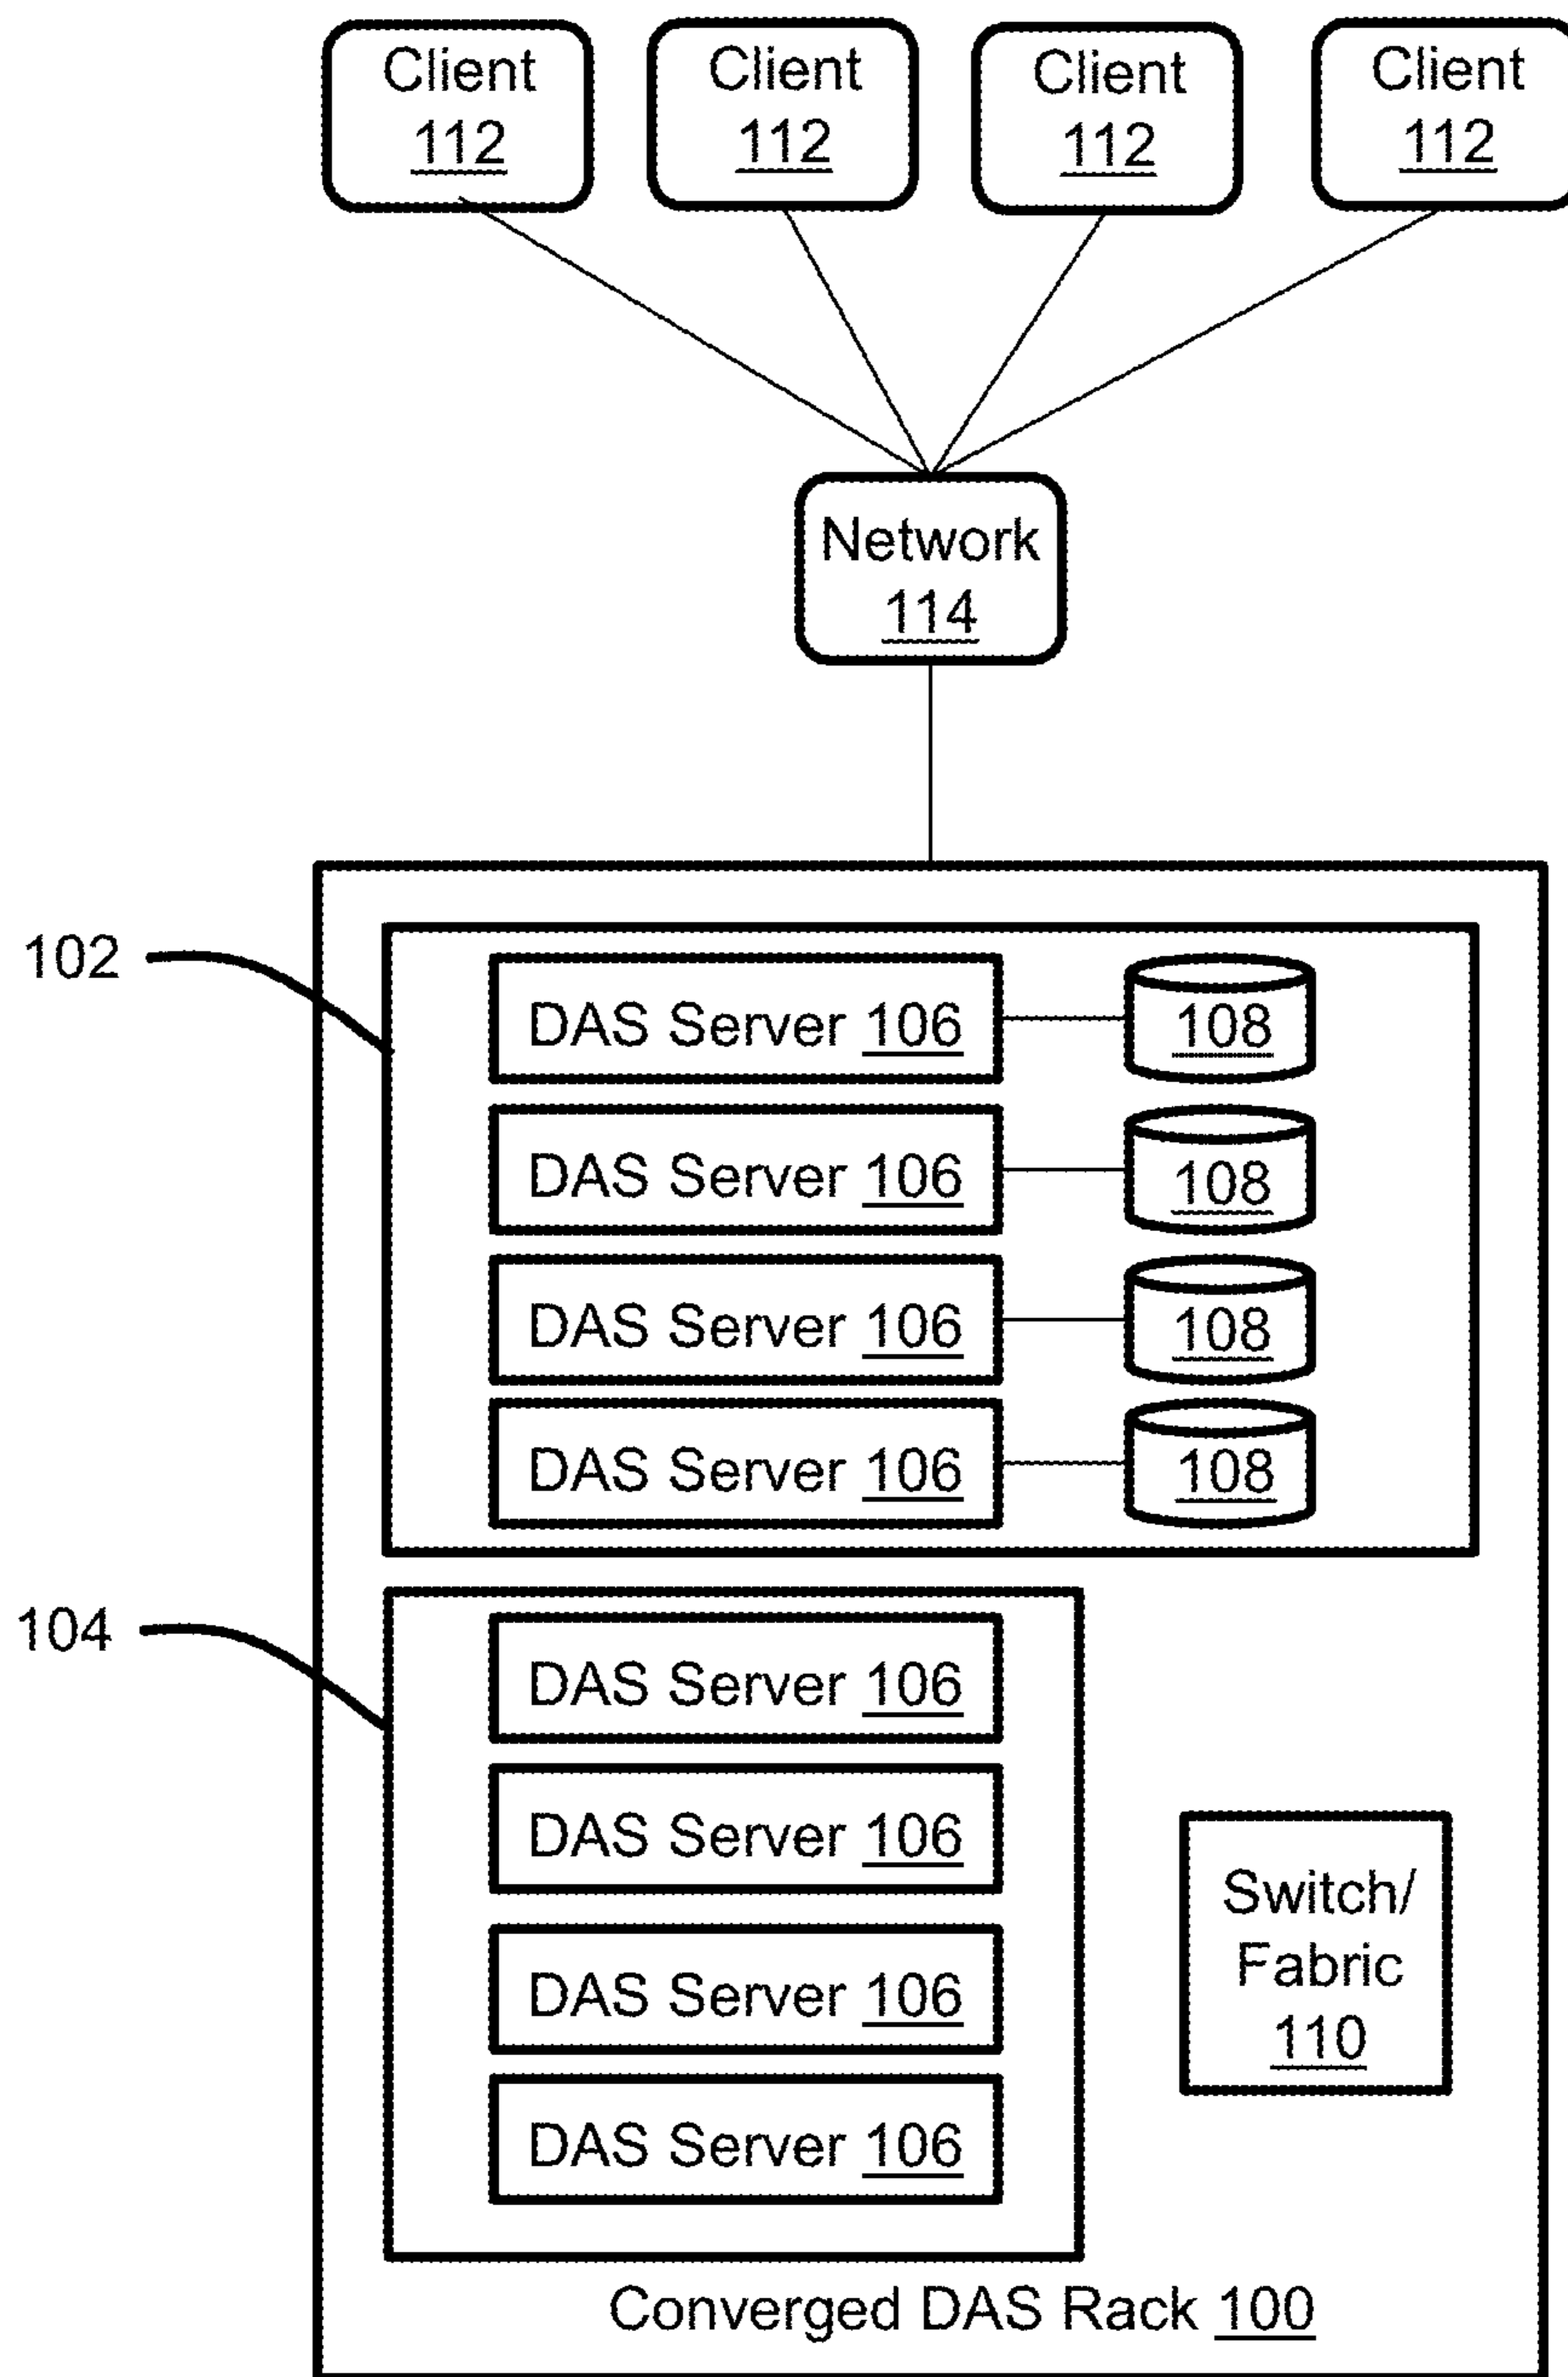 Client
112
Client
112
Client
112
Client
112
Network
114
102
DAS Server 106
108
DAS Server 106
108
DAS Server 106
108
DAS Server 106
108
104
DAS Server 106
DAS Server 106
DAS Server 106
DAS Server 106
Switch/
Fabric
110
Converged DAS Rack 100